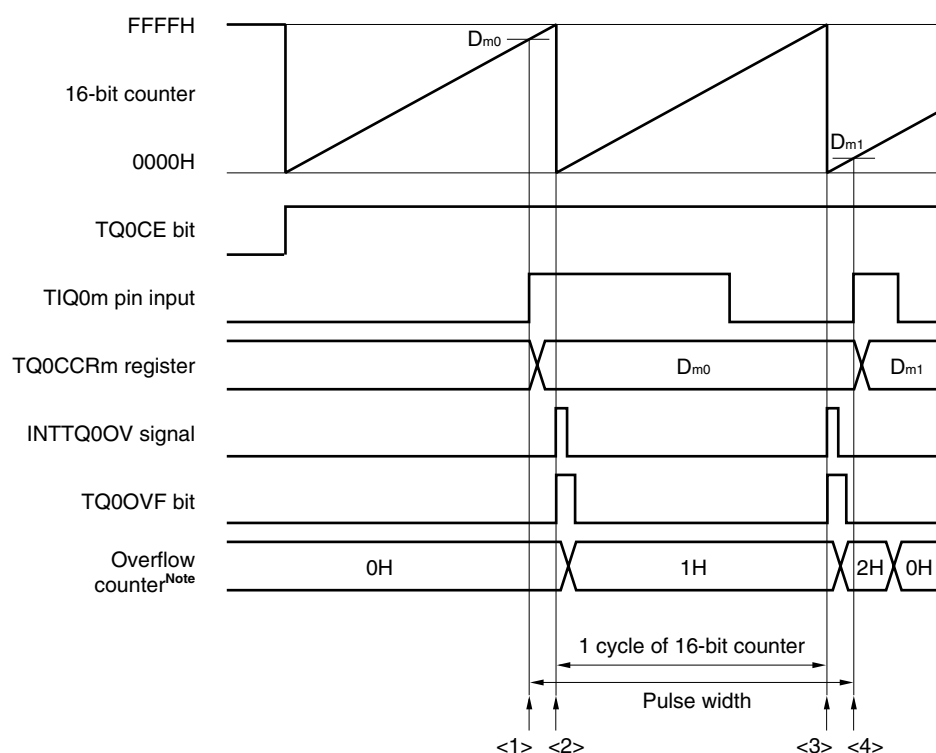 FFFFH
Dm0
16-bit counter
Dm1
0000H
TQ0CE bit
TIQ0m pin input
TQ0CCRm register
Dm0
Dm1
INTTQ0OV signal
TQ0OVF bit
Overflow
counterNote
0H
1H
2H
0H
1 cycle of 16-bit counter
Pulse width
<1> <2> <3> <4>